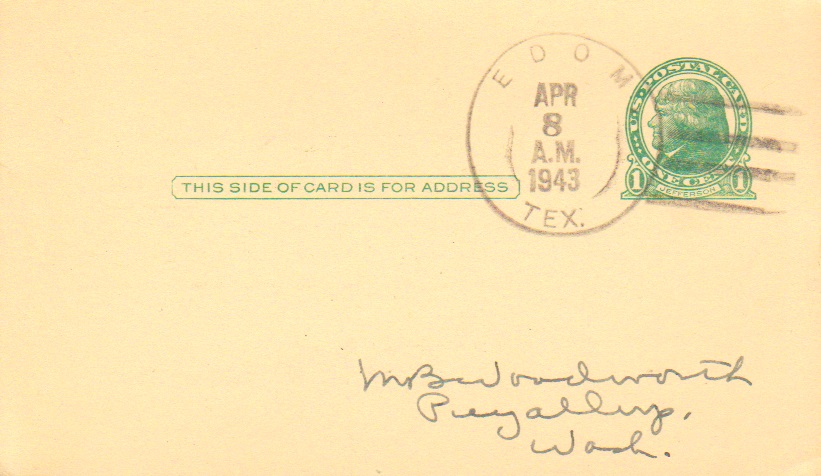 EDOM
APR
8
A.M.
1943
TEX.
U.S. POSTAL CARD
ONE CENT
1 JEFFERSON 1
THIS SIDE OF CARD IS FOR ADDRESS
M B Woodworth
Puyallup,
Wash.